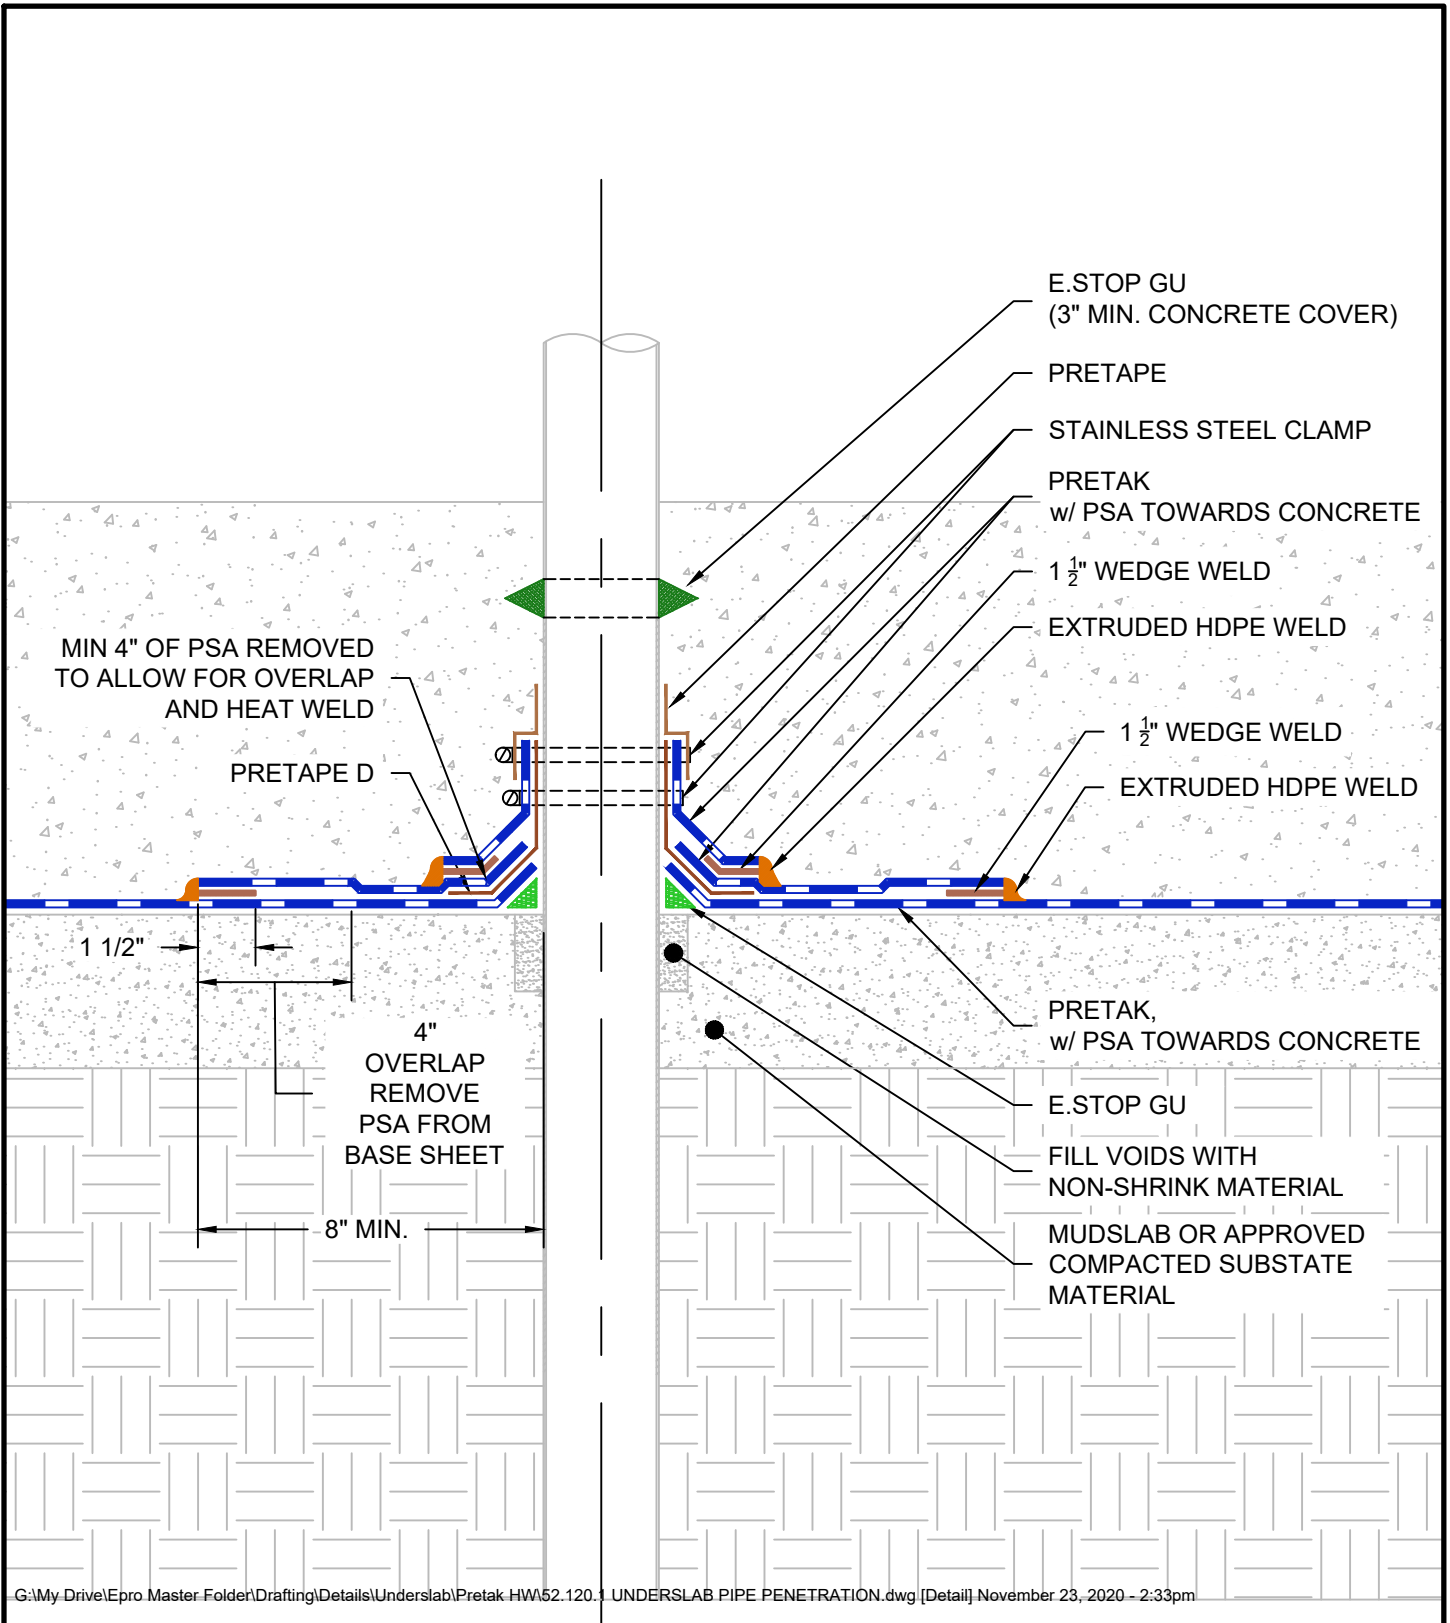 E.STOP GU
(3" MIN. CONCRETE COVER)
PRETAPE
STAINLESS STEEL CLAMP
PRETAK
w/ PSA TOWARDS CONCRETE
1 1/2" WEDGE WELD
EXTRUDED HDPE WELD
MIN 4" OF PSA REMOVED
TO ALLOW FOR OVERLAP
AND HEAT WELD
PRETAPE D
1 1/2" WEDGE WELD
EXTRUDED HDPE WELD
1 1/2"
4"
OVERLAP
REMOVE
PSA FROM
BASE SHEET
8" MIN.
PRETAK,
w/ PSA TOWARDS CONCRETE
E.STOP GU
FILL VOIDS WITH
NON-SHRINK MATERIAL
MUDSLAB OR APPROVED
COMPACTED SUBSTATE
MATERIAL
G:\My Drive\Epro Master Folder\Drafting\Details\Underslab\Pretak HW\52.120.1 UNDERSLAB PIPE PENETRATION.dwg [Detail] November 23, 2020 - 2:33pm